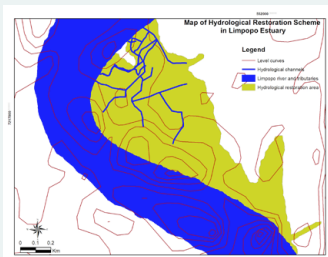 Map of Hydrological Restoration Scheme
in Limpopo Estuary
Legend
Level curves
Hydrological channels
Limpopo river and tributaries
Hydrological restoration area
0 0.1 0.2
Km